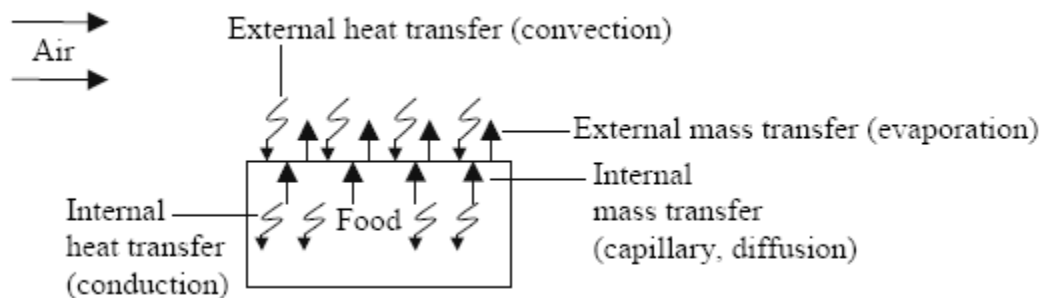 External heat transfer (convection)
Air
External mass transfer (evaporation)
Internal
mass transfer
(capillary, diffusion)
Internal
heat transfer
(conduction)
Food